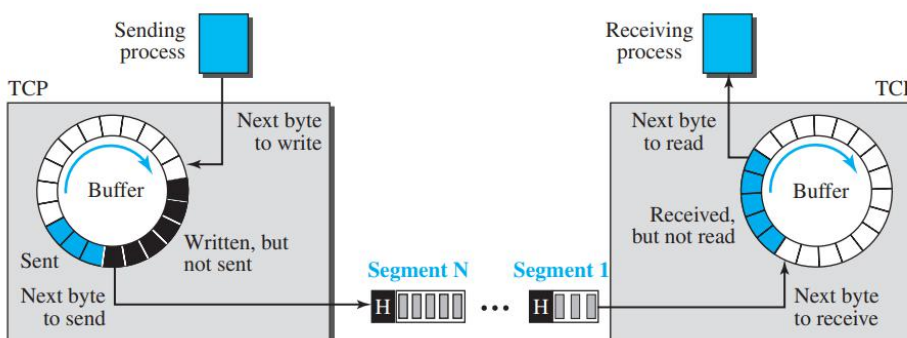 Sending
process
Receiving
process
TCP
TCI
Next byte
to write
Next byte
to read
Buffer
Buffer
Sent
Written, but
not sent
Received,
but not read
Next byte
to send
Segment N
Segment 1
H
...
H
Next byte
to receive